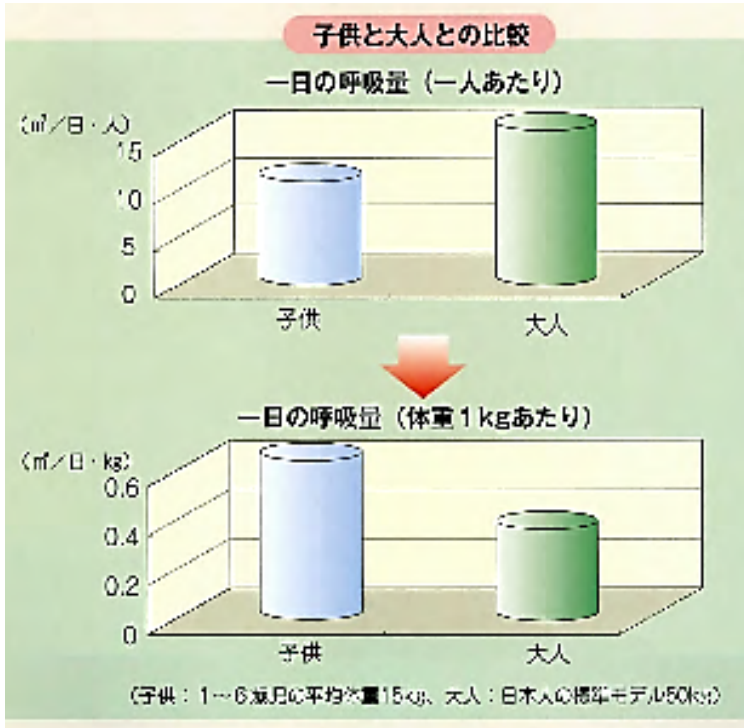 子供と大人との比較
一日の呼吸量（一人あたり）
（㎥／日・人）
15
10
5
0
子供
大人
一日の呼吸量（体重１kgあたり）
（㎥／日・kg）
0.6
0.4
0.2
0
子供
大人
（子供：１～６歳児の平均体重15kg、大人：日本人の標準モデル50kg）